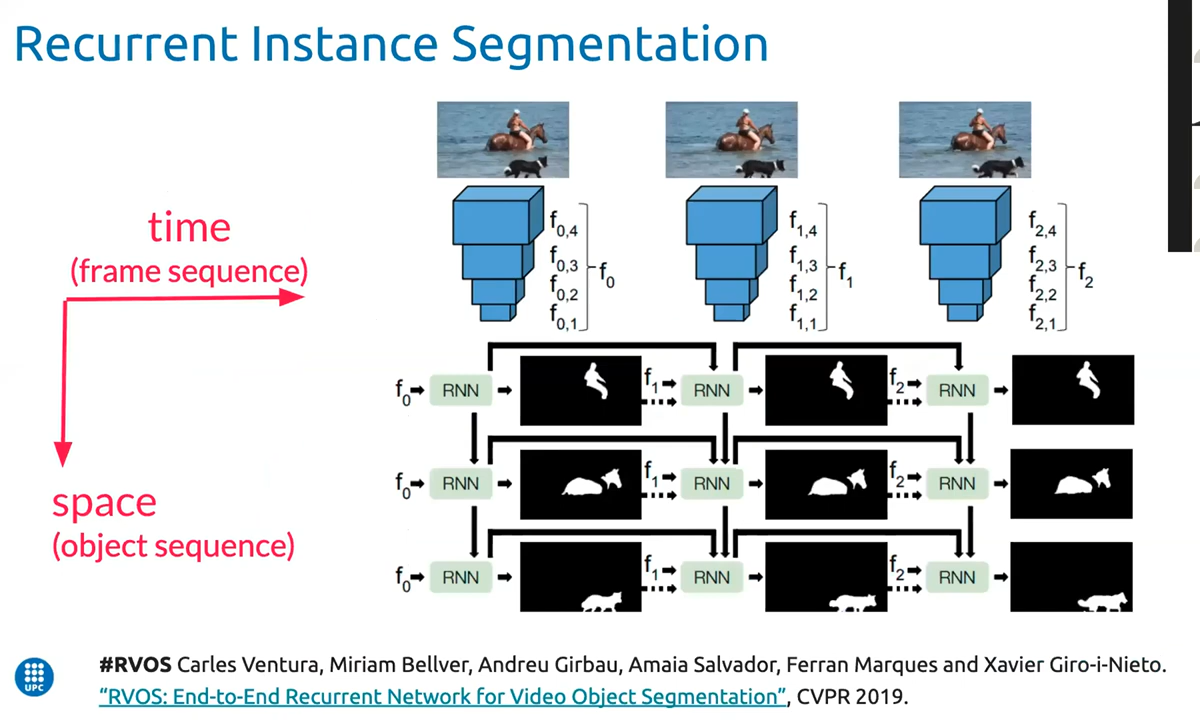 Recurrent Instance Segmentation
time
(frame sequence)
space
(object sequence)
f0,4
f0,3
f0,2
f0,1
f0
f1,4
f1,3
f1,2
f1,1
f1
f2,4
f2,3
f2,2
f2,1
f2
f0 RNN f1 RNN f2 RNN
f0 RNN f1 RNN f2 RNN
f0 RNN f1 RNN f2 RNN
UPC
#RVOS Carles Ventura, Miriam Bellver, Andreu Girbau, Amaia Salvador, Ferran Marques and Xavier Giro-i-Nieto.
“RVOS: End-to-End Recurrent Network for Video Object Segmentation”, CVPR 2019.